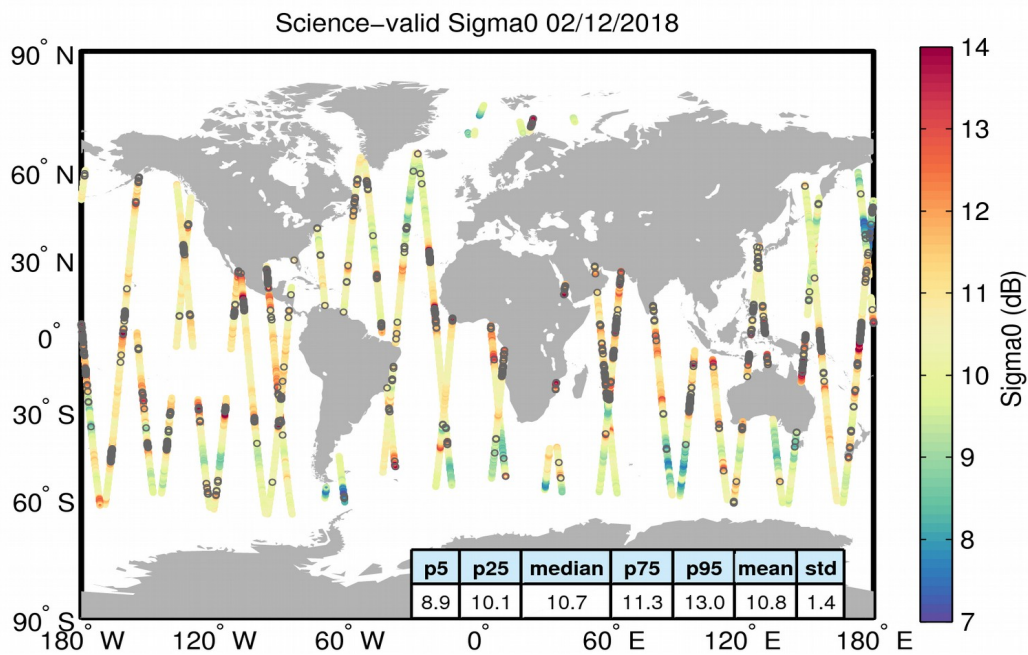 Science−valid Sigma0 02/12/2018
90° N
60° N
30° N
0°
30° S
60° S
90° S
180° W
120° W
60° W
0°
60° E
120° E
180° E
14
13
12
11
10
9
8
7
Sigma0 (dB)
p5 p25 median p75 p95 mean std
8.9 10.1 10.7 11.3 13.0 10.8 1.4